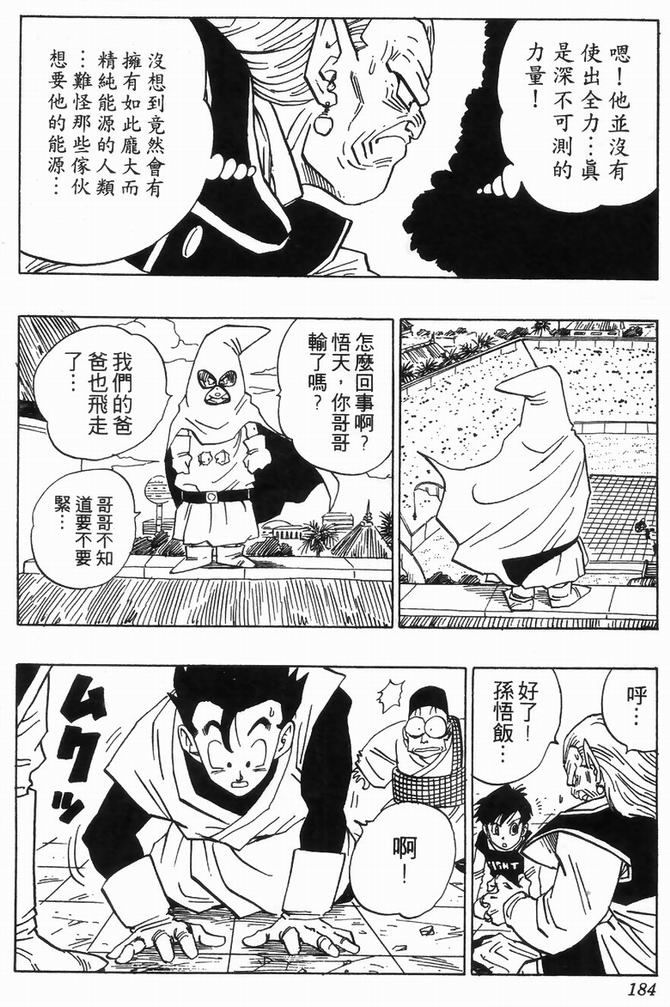 嗯！他並沒有
使出全力…真
是深不可測的
力量！
沒想到竟然會有
擁有如此龐大而
精純能源的人類
…難怪那些傢伙
想要他的能源…
怎麼回事啊？
悟天，你哥哥
輸了嗎？
我們的爸
爸也飛走
了…
哥哥不知
道要不要
緊…
呼…
好了！
孫悟飯…
FIGHT
啊！
ムクッ
184